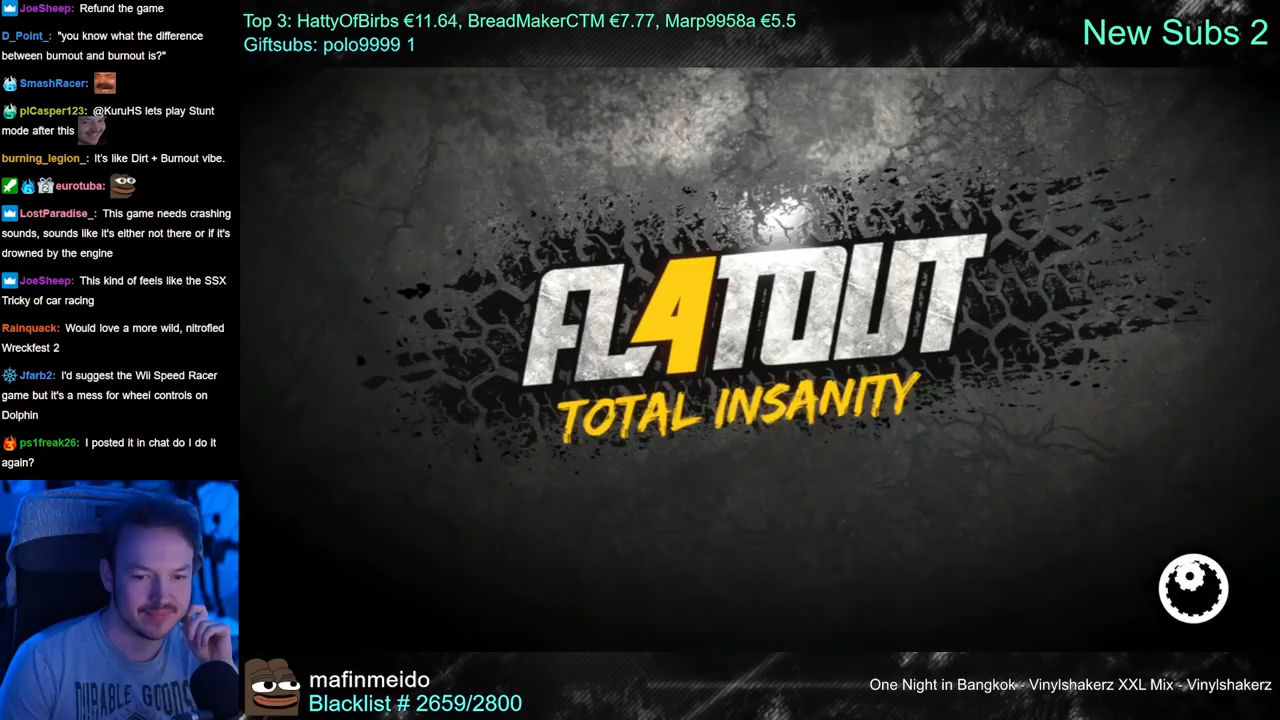 JoeSheep: Refund the game
D_Point_: "you know what the difference
between burnout and burnout is?"
SmashRacer:
plCasper123: @KuruHS lets play Stunt
mode after this
burning_legion_: It's like Dirt + Burnout vibe.
2 eurotuba:
LostParadise_: This game needs crashing
sounds, sounds like it's either not there or if it's
drowned by the engine
JoeSheep: This kind of feels like the SSX
Tricky of car racing
Rainquack: Would love a more wild, nitrofied
Wreckfest 2
Jfarb2: I'd suggest the Wii Speed Racer
game but it's a mess for wheel controls on
Dolphin
ps1freak26: I posted it in chat do I do it
again?
Top 3: HattyOfBirbs €11.64, BreadMakerCTM €7.77, Marp9958a €5.5
Giftsubs: polo9999 1
New Subs 2
FL4TOUT
TOTAL INSANITY
DURABLE GOODS
mafinmeido
Blacklist # 2659/2800
One Night in Bangkok - Vinylshakerz XXL Mix - Vinylshakerz